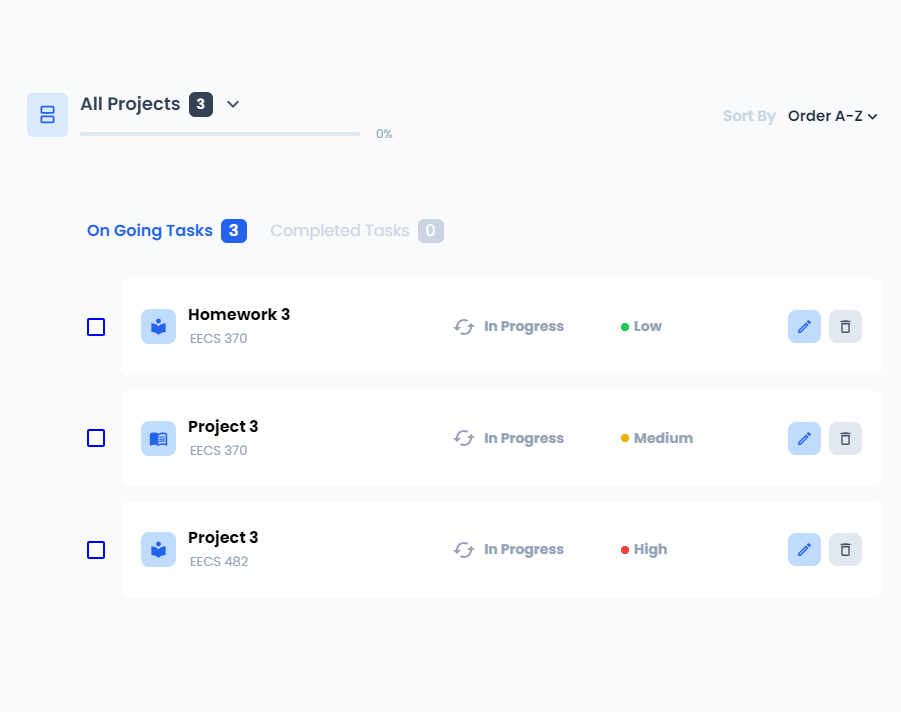 All Projects 3
0%
Sort By Order A-Z
On Going Tasks 3 Completed Tasks 0
Homework 3
EECS 370
In Progress
Low
Project 3
EECS 370
In Progress
Medium
Project 3
EECS 482
In Progress
High